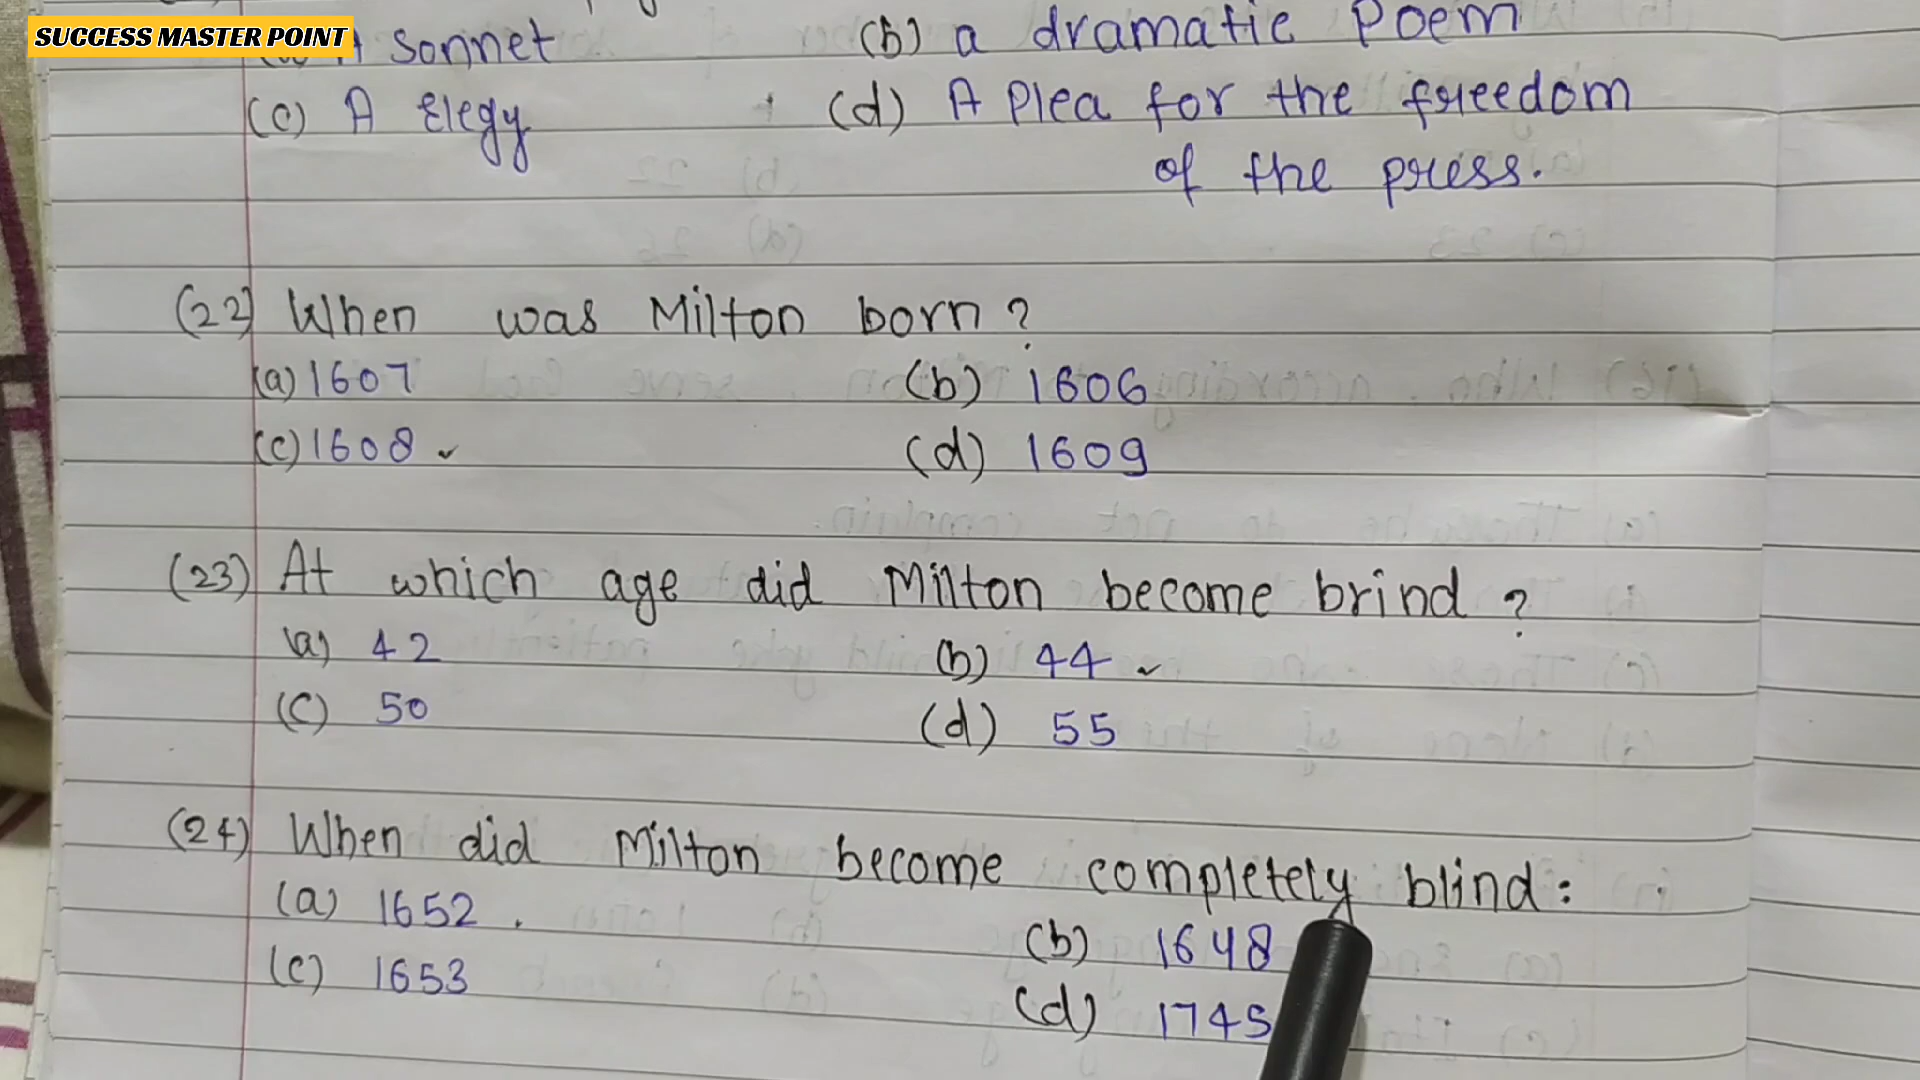 SUCCESS MASTER POINT
A Sonnet (b) a dramatic Poem
(c) A Elegy (d) A Plea for the freedom
of the press.
(22) When was Milton born?
(a) 1607 (b) 1606
(c) 1608 ✓ (d) 1609
(23) At which age did Milton become brind?
(a) 42 (b) 44 ✓
(c) 50 (d) 55
(24) When did Milton become completely blind:
(a) 1652 . (b) 1648
(c) 1653 (d) 1745